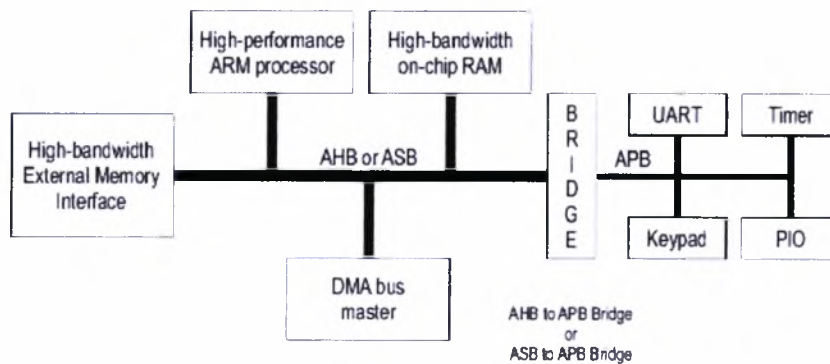 High-performance
ARM processor
High-bandwidth
on-chip RAM
High-bandwidth
External Memory
Interface
AHB or ASB
B
R
I
D
G
E
APB
UART
Timer
Keypad
PIO
DMA bus
master
AHB to APB Bridge
or
ASB to APB Bridge